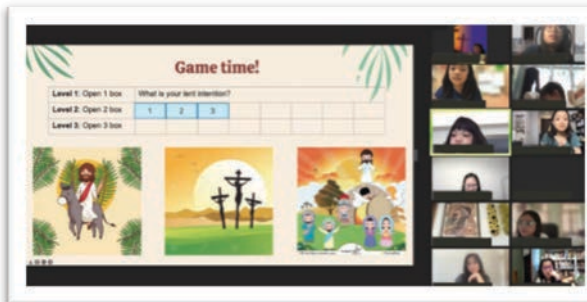 Game time!
Level 1: Open 1 box What is your lent intention?
Level 2: Open 2 box 1 2 3
Level 3: Open 3 box